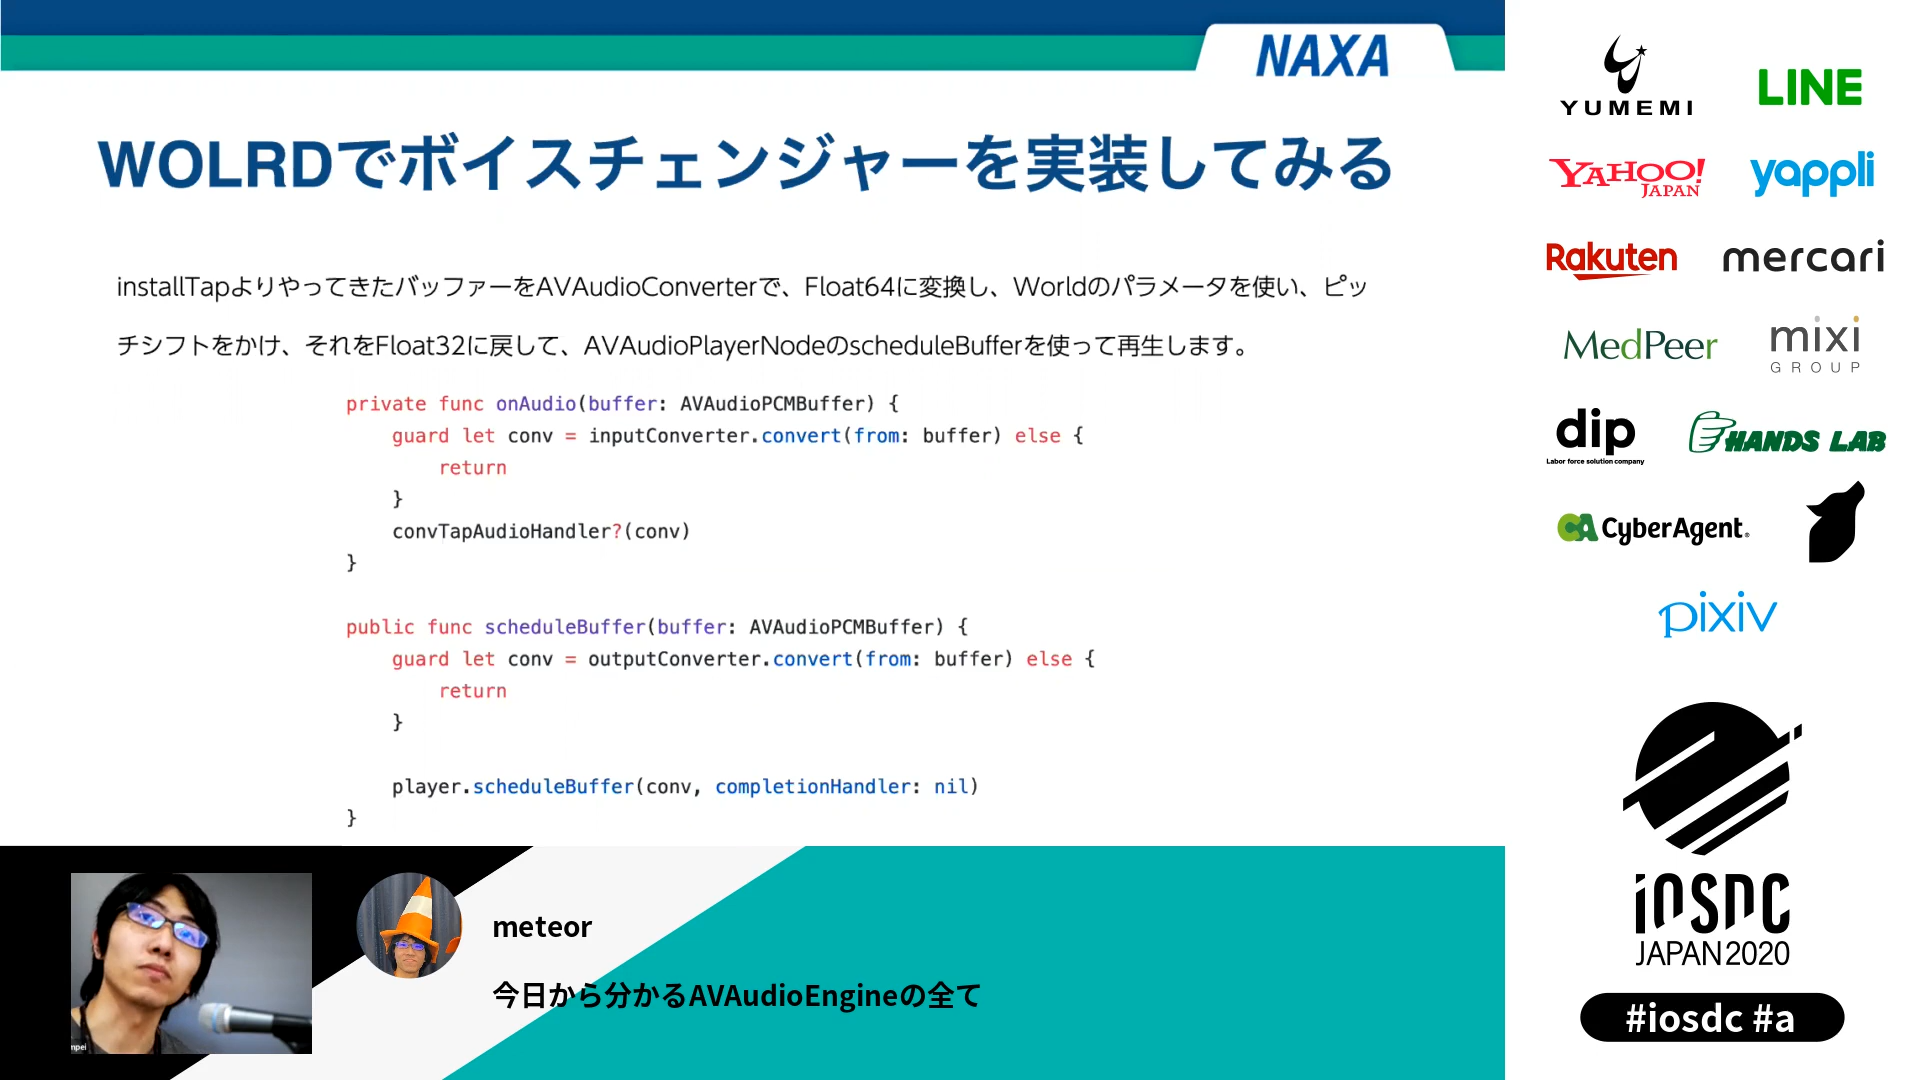 NAXA
WOLRDでボイスチェンジャーを実装してみる
installTapよりやってきたバッファーをAVAudioConverterで、Float64に変換し、Worldのパラメータを使い、ピッ
チシフトをかけ、それをFloat32に戻して、AVAudioPlayerNodeのscheduleBufferを使って再生します。
private func onAudio(buffer: AVAudioPCMBuffer) {
    guard let conv = inputConverter.convert(from: buffer) else {
        return
    }
    convTapAudioHandler?(conv)
}
public func scheduleBuffer(buffer: AVAudioPCMBuffer) {
    guard let conv = outputConverter.convert(from: buffer) else {
        return
    }
    player.scheduleBuffer(conv, completionHandler: nil)
}
mpei
meteor
今日から分かるAVAudioEngineの全て
YUMEMI
LINE
YAHOO!
JAPAN
yappli
Rakuten
mercari
MedPeer
mixi
GROUP
dip
Labor force solution company
HANDS LAB
CA CyberAgent.
pixiv
iOSDC
JAPAN 2020
#iosdc #a